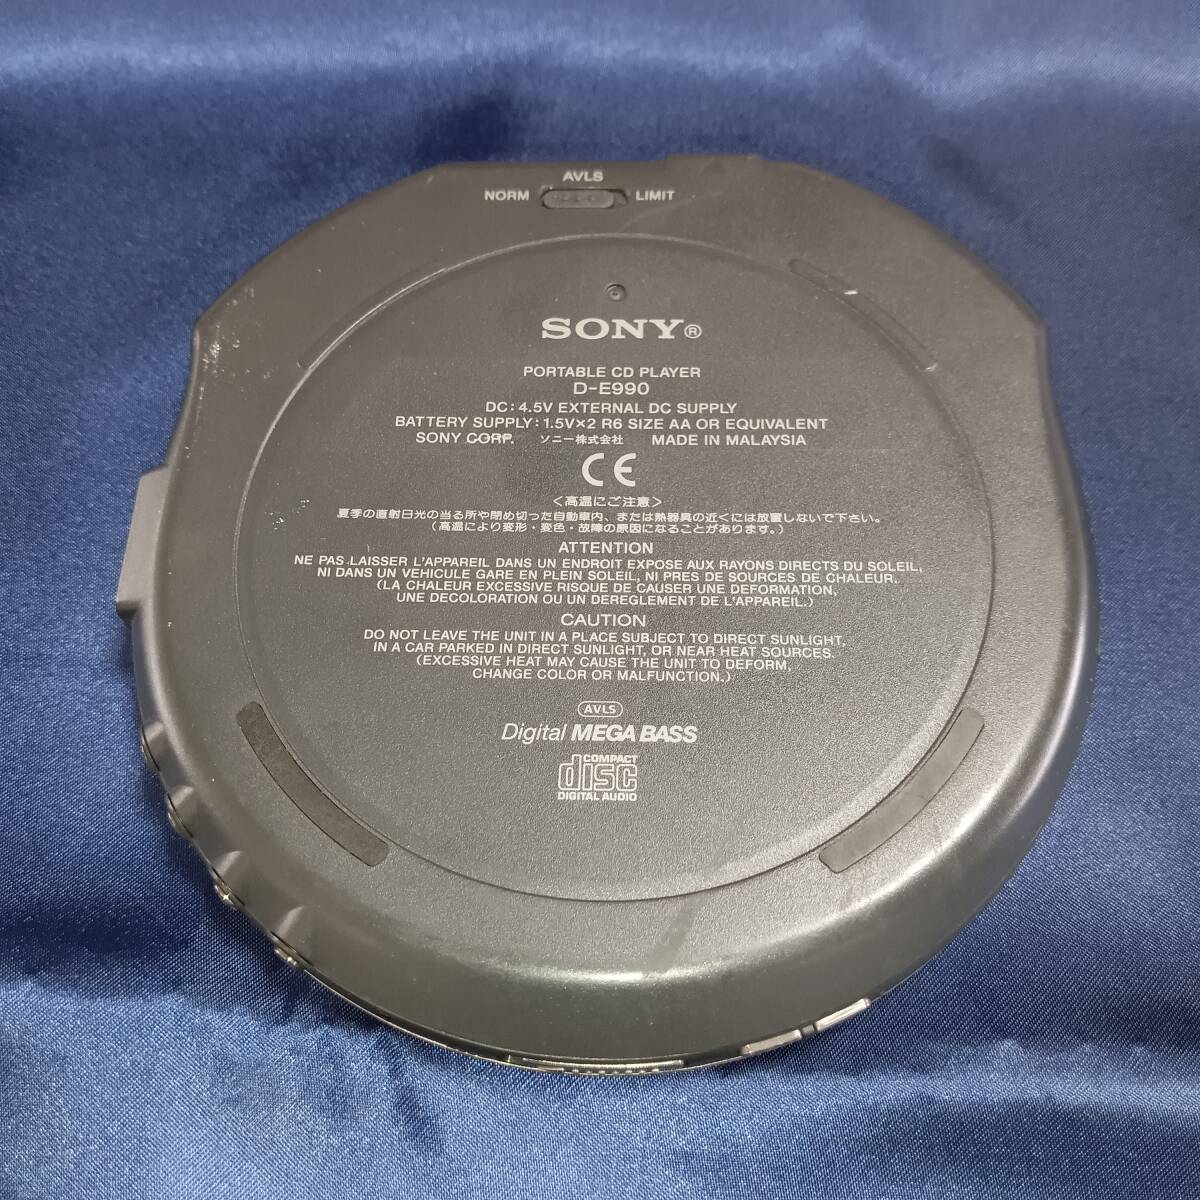 AVLS
NORM LIMIT
SONY®
PORTABLE CD PLAYER
D-E990
DC: 4.5V EXTERNAL DC SUPPLY
BATTERY SUPPLY: 1.5V×2 R6 SIZE AA OR EQUIVALENT
SONY CORP. ソニー株式会社 MADE IN MALAYSIA
CE
<高温にご注意>
夏季の直射日光の当る所や閉め切った自動車内、または熱器具の近くには放置しないで下さい。
(高温により変形・変色・故障の原因になることがあります。)
ATTENTION
NE PAS LAISSER L'APPAREIL DANS UN ENDROIT EXPOSE AUX RAYONS DIRECTS DU SOLEIL,
NI DANS UN VEHICULE GARE EN PLEIN SOLEIL, NI PRES DE SOURCES DE CHALEUR.
(LA CHALEUR EXCESSIVE RISQUE DE CAUSER UNE DEFORMATION,
UNE DECOLORATION OU UN DEREGLEMENT DE L'APPAREIL.)
CAUTION
DO NOT LEAVE THE UNIT IN A PLACE SUBJECT TO DIRECT SUNLIGHT,
IN A CAR PARKED IN DIRECT SUNLIGHT, OR NEAR HEAT SOURCES.
(EXCESSIVE HEAT MAY CAUSE THE UNIT TO DEFORM,
CHANGE COLOR OR MALFUNCTION.)
AVLS
Digital MEGA BASS
COMPACT
disc
DIGITAL AUDIO